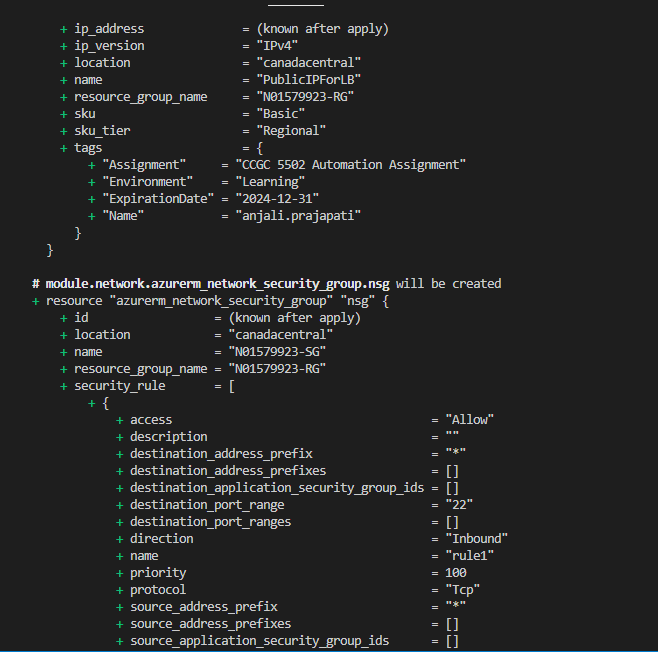 + ip_address = (known after apply)
+ ip_version = "IPv4"
+ location = "canadacentral"
+ name = "PublicIPForLB"
+ resource_group_name = "N01579923-RG"
+ sku = "Basic"
+ sku_tier = "Regional"
+ tags = {
+ "Assignment" = "CCGC 5502 Automation Assignment"
+ "Environment" = "Learning"
+ "ExpirationDate" = "2024-12-31"
+ "Name" = "anjali.prajapati"
}
}
# module.network.azurerm_network_security_group.nsg will be created
+ resource "azurerm_network_security_group" "nsg" {
+ id = (known after apply)
+ location = "canadacentral"
+ name = "N01579923-SG"
+ resource_group_name = "N01579923-RG"
+ security_rule = [
+ {
+ access = "Allow"
+ description = ""
+ destination_address_prefix = "*"
+ destination_address_prefixes = []
+ destination_application_security_group_ids = []
+ destination_port_range = "22"
+ destination_port_ranges = []
+ direction = "Inbound"
+ name = "rule1"
+ priority = 100
+ protocol = "Tcp"
+ source_address_prefix = "*"
+ source_address_prefixes = []
+ source_application_security_group_ids = []